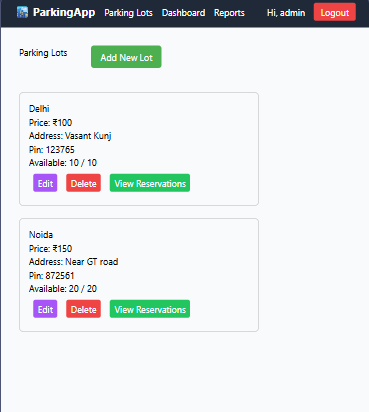 ParkingApp Parking Lots Dashboard Reports Hi, admin Logout
Parking Lots Add New Lot
Delhi
Price: ₹100
Address: Vasant Kunj
Pin: 123765
Available: 10 / 10
Edit Delete View Reservations
Noida
Price: ₹150
Address: Near GT road
Pin: 872561
Available: 20 / 20
Edit Delete View Reservations